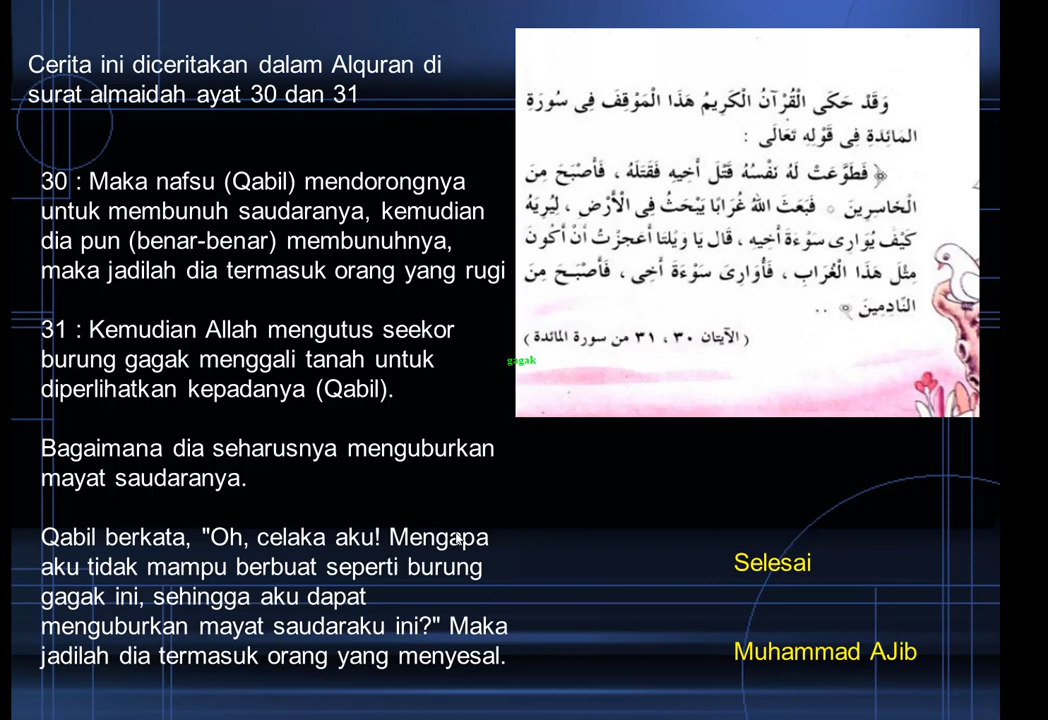 Cerita ini diceritakan dalam Alquran di
surat almaidah ayat 30 dan 31
30 : Maka nafsu (Qabil) mendorongnya
untuk membunuh saudaranya, kemudian
dia pun (benar-benar) membunuhnya,
maka jadilah dia termasuk orang yang rugi
31 : Kemudian Allah mengutus seekor
burung gagak menggali tanah untuk
diperlihatkan kepadanya (Qabil).
Bagaimana dia seharusnya menguburkan
mayat saudaranya.
Qabil berkata, "Oh, celaka aku! Mengapa
aku tidak mampu berbuat seperti burung
gagak ini, sehingga aku dapat
menguburkan mayat saudaraku ini?" Maka
jadilah dia termasuk orang yang menyesal.
وَقَدْ حَكَى الْقُرْآنُ الْكَرِيمُ هَذَا الْمَوْقِفَ فِى سُورَةِ
المَائِدَةِ فِى قَوْلِهِ تَعَالَى :
﴿ فَطَوَّعَتْ لَهُ نَفْسُهُ قَتْلَ أَخِيهِ فَقَتَلَهُ ، فَأَصْبَحَ مِنَ
الْخَاسِرِينَ ۞ فَبَعَثَ اللهُ غُرَابًا يَبْحَثُ فِى الْأَرْضِ ، لِيُرِيَهُ
كَيْفَ يُوَارِى سَوْءَةَ أَخِيهِ ، قَال يَا وَيْلتَا أَعَجزْتُ أنْ أكُونَ
مِثْلَ هَذَا الْغُرَابِ ، فَأُوَارِىَ سَوْءَةَ أَخِى ، فَأَصْبَحَ مِنَ
النَّادِمِينَ ﴾ ..
( الآيتان ٣٠ ، ٣١ من سورة المائدة )
gagak
Selesai
Muhammad AJib